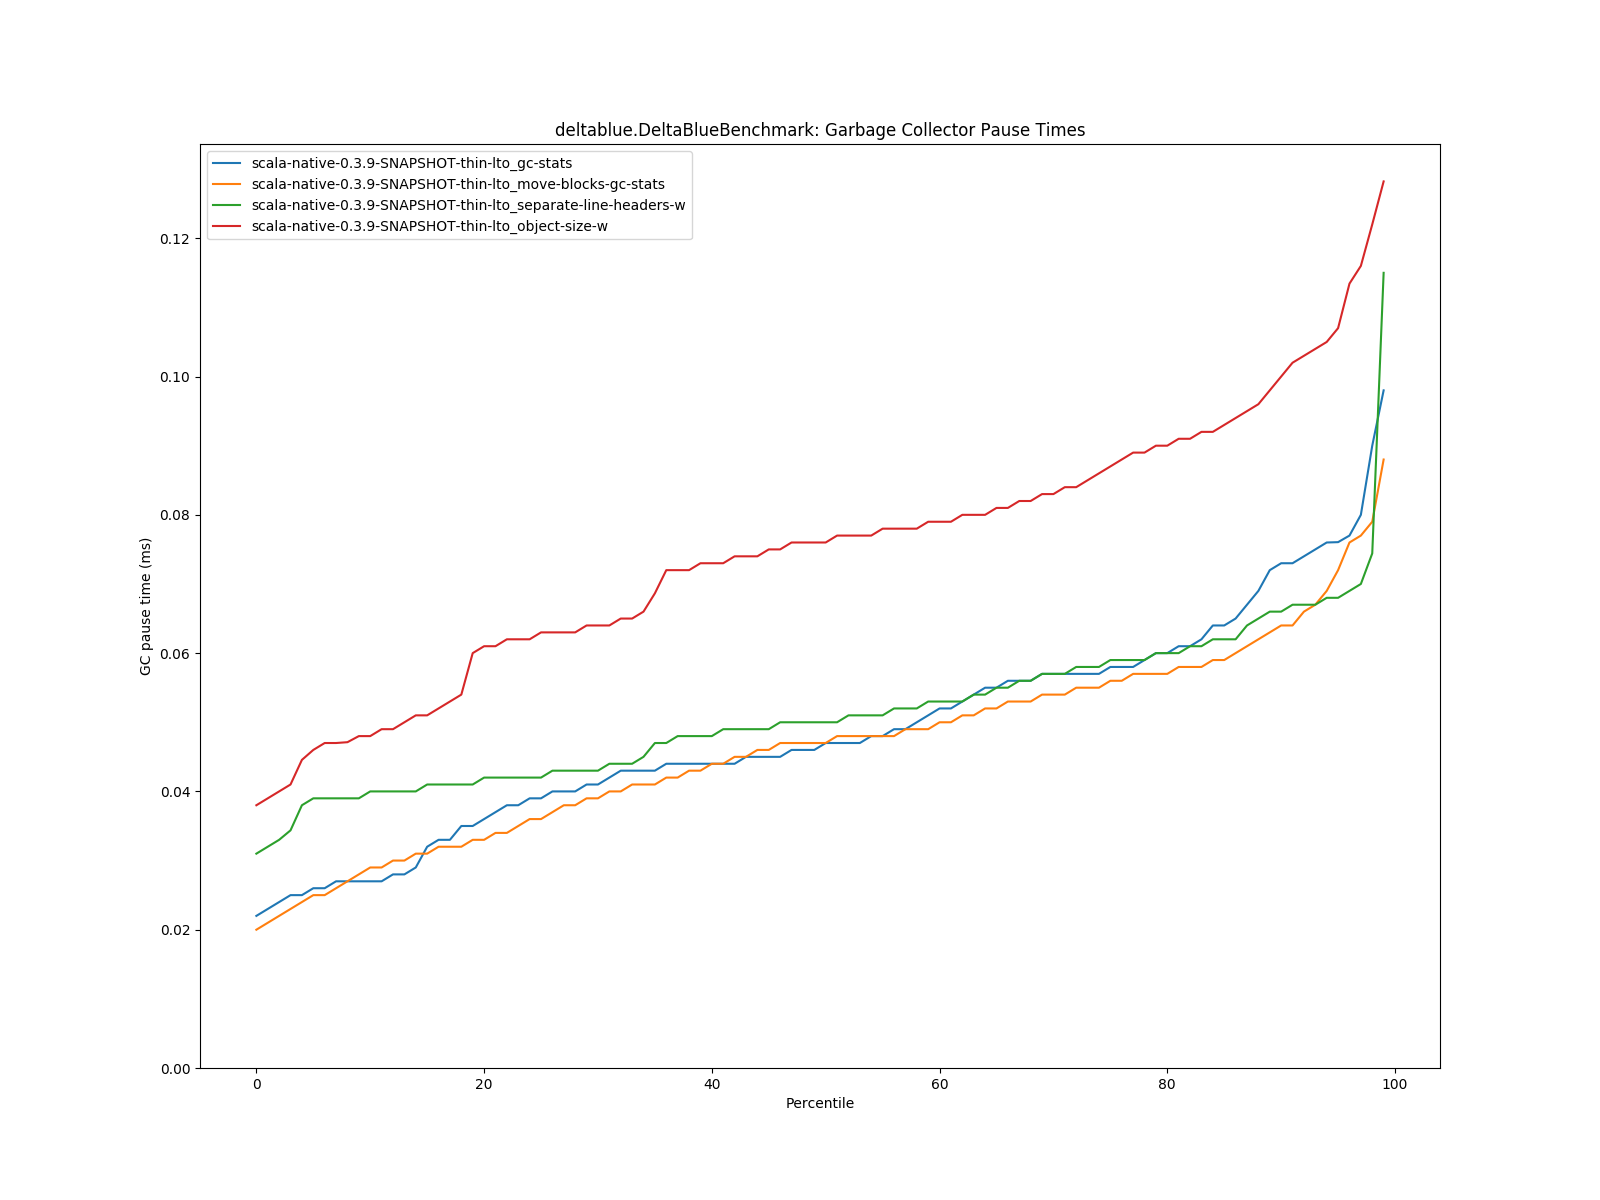 deltablue.DeltaBlueBenchmark: Garbage Collector Pause Times
scala-native-0.3.9-SNAPSHOT-thin-lto_gc-stats
scala-native-0.3.9-SNAPSHOT-thin-lto_move-blocks-gc-stats
scala-native-0.3.9-SNAPSHOT-thin-lto_separate-line-headers-w
scala-native-0.3.9-SNAPSHOT-thin-lto_object-size-w
0.12
0.10
0.08
0.06
0.04
0.02
0.00
GC pause time (ms)
0 20 40 60 80 100
Percentile